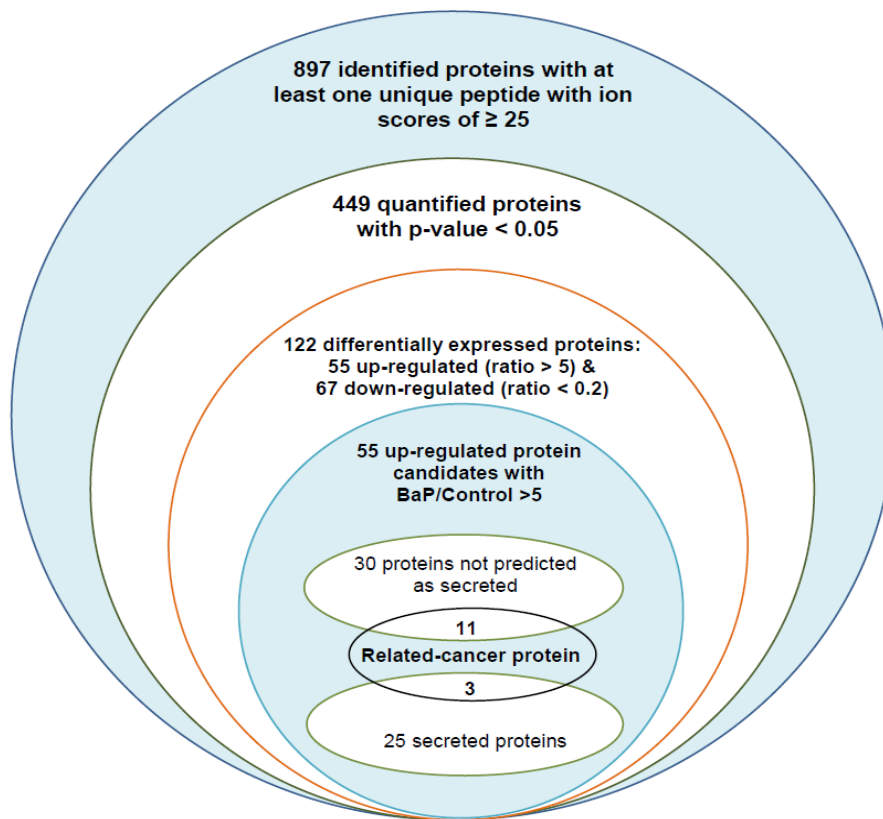 897 identified proteins with at
least one unique peptide with ion
scores of ≥ 25
449 quantified proteins
with p-value < 0.05
122 differentially expressed proteins:
55 up-regulated (ratio > 5) &
67 down-regulated (ratio < 0.2)
55 up-regulated protein
candidates with
BaP/Control >5
30 proteins not predicted
as secreted
11
Related-cancer protein
3
25 secreted proteins